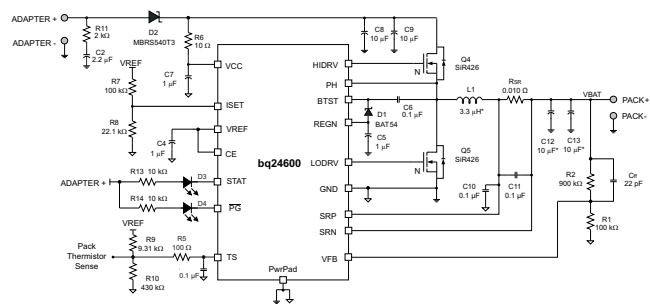 ADAPTER +
ADAPTER -
R11
2 kΩ
C2
2.2 μF
D2
MBRS540T3
R6
10 Ω
C7
1 μF
VREF
R7
100 kΩ
R8
22.1 kΩ
C4
1 μF
ADAPTER +
R13 10 kΩ
D3
R14 10 kΩ
D4
VREF
R9
9.31 kΩ
R5
100 Ω
Pack
Thermistor
Sense
R10
430 kΩ
0.1 μF
VCC
ISET
VREF
CE
STAT
PG
TS
bq24600
PwrPad
HIDRV
PH
BTST
REGN
LODRV
GND
SRP
SRN
VFB
C8
10 μF
C9
10 μF
Q4
SiR426
N
D1
BAT54
C6
0.1 μF
C5
1 μF
Q5
SiR426
N
L1
3.3 μH*
RSR
0.010 Ω
VBAT
PACK+
PACK-
C12
10 μF*
C13
10 μF*
C10
0.1 μF
C11
0.1 μF
R2
900 kΩ
Cff
22 pF
R1
100 kΩ